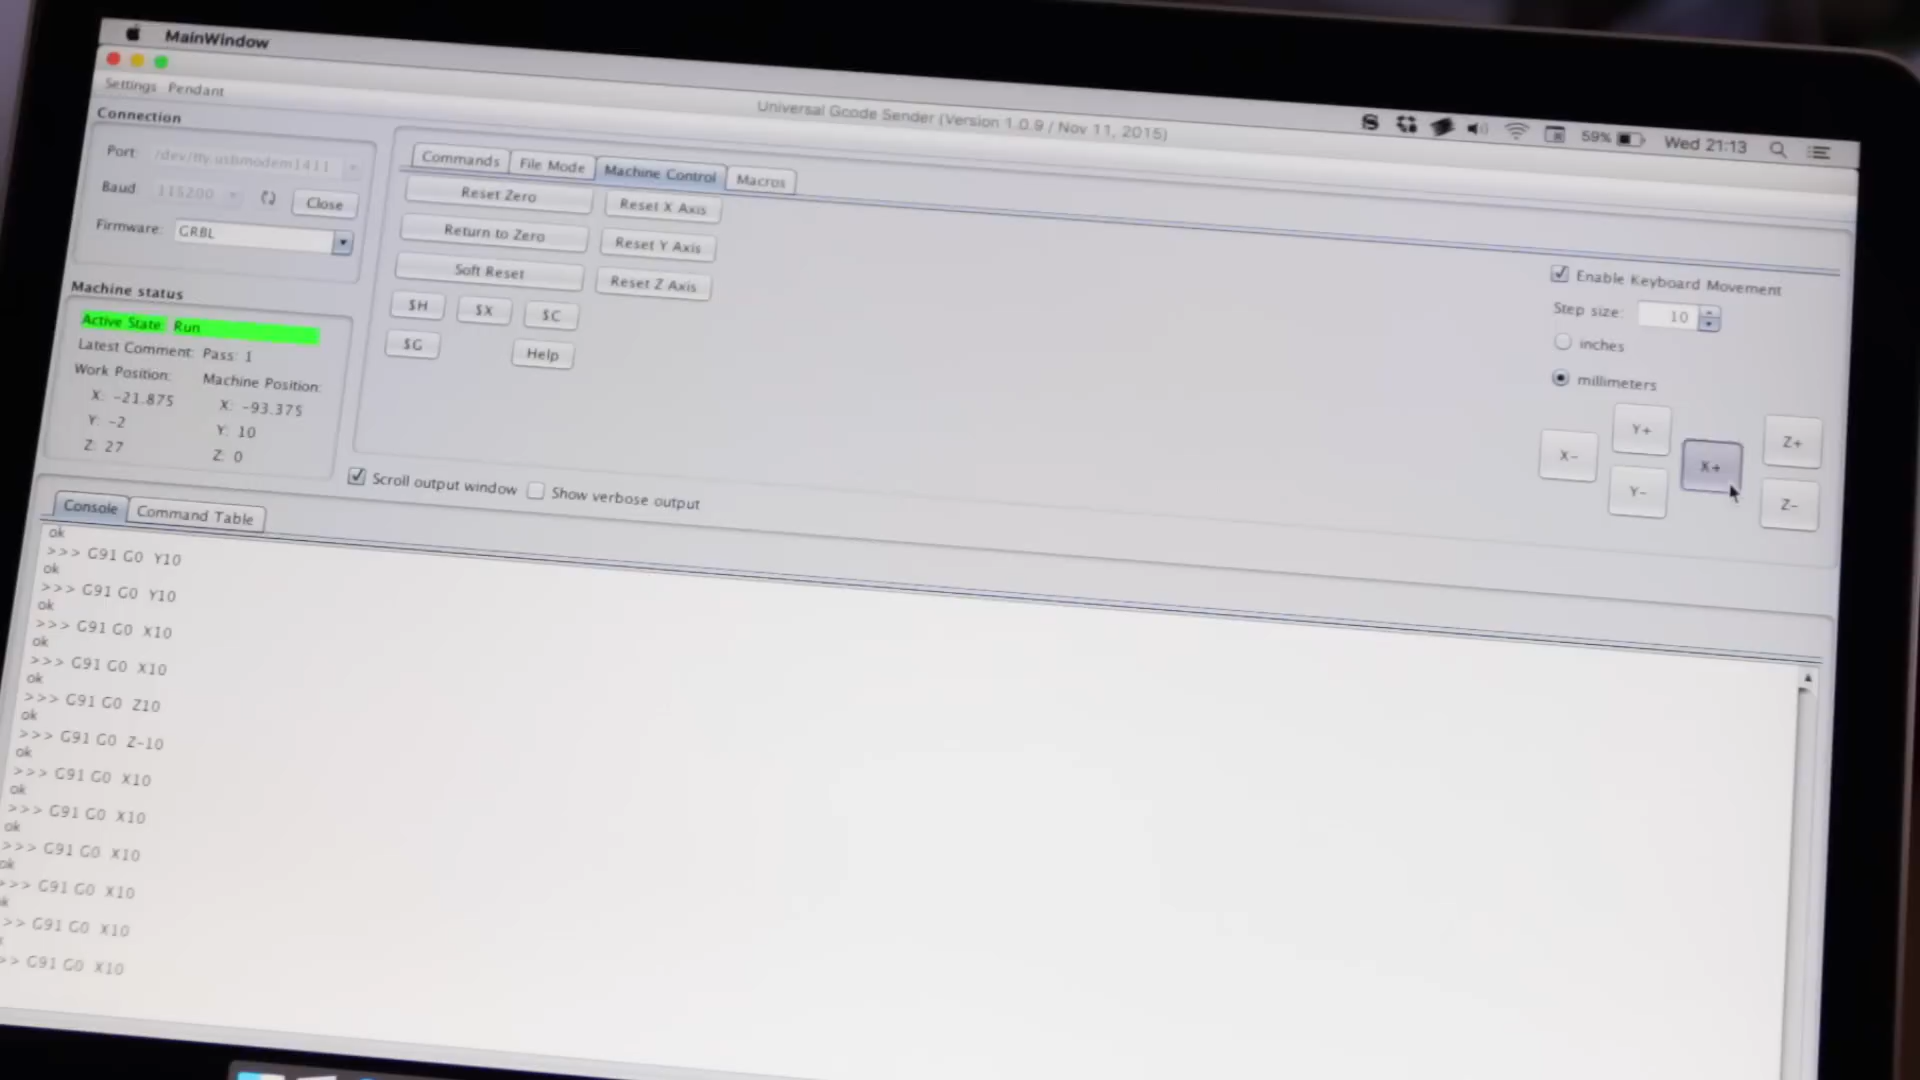 MainWindow
59% Wed 21:13
Settings Pendant
Universal Gcode Sender (Version 1.0.9 / Nov 11, 2015)
Connection
Port: /dev/tty.usbmodem1411
Baud 115200 Close
Firmware: GRBL
Commands File Mode Machine Control Macros
Reset Zero Reset X Axis
Return to Zero Reset Y Axis
Soft Reset Reset Z Axis
$H $X $C
$G Help
Enable Keyboard Movement
Step size: 10
inches
millimeters
X- Y+ X+ Z+
Y- Z-
Machine status
Active State: Run
Latest Comment: Pass: 1
Work Position: Machine Position:
X: -21.875 X: -93.375
Y: -2 Y: 10
Z: 27 Z: 0
Scroll output window Show verbose output
Console Command Table
ok
>>> G91 G0 Y10
ok
>>> G91 G0 Y10
ok
>>> G91 G0 X10
ok
>>> G91 G0 X10
ok
>>> G91 G0 Z10
ok
>>> G91 G0 Z-10
ok
>>> G91 G0 X10
ok
>>> G91 G0 X10
ok
>>> G91 G0 X10
ok
>>> G91 G0 X10
k
>> G91 G0 X10
>> G91 G0 X10